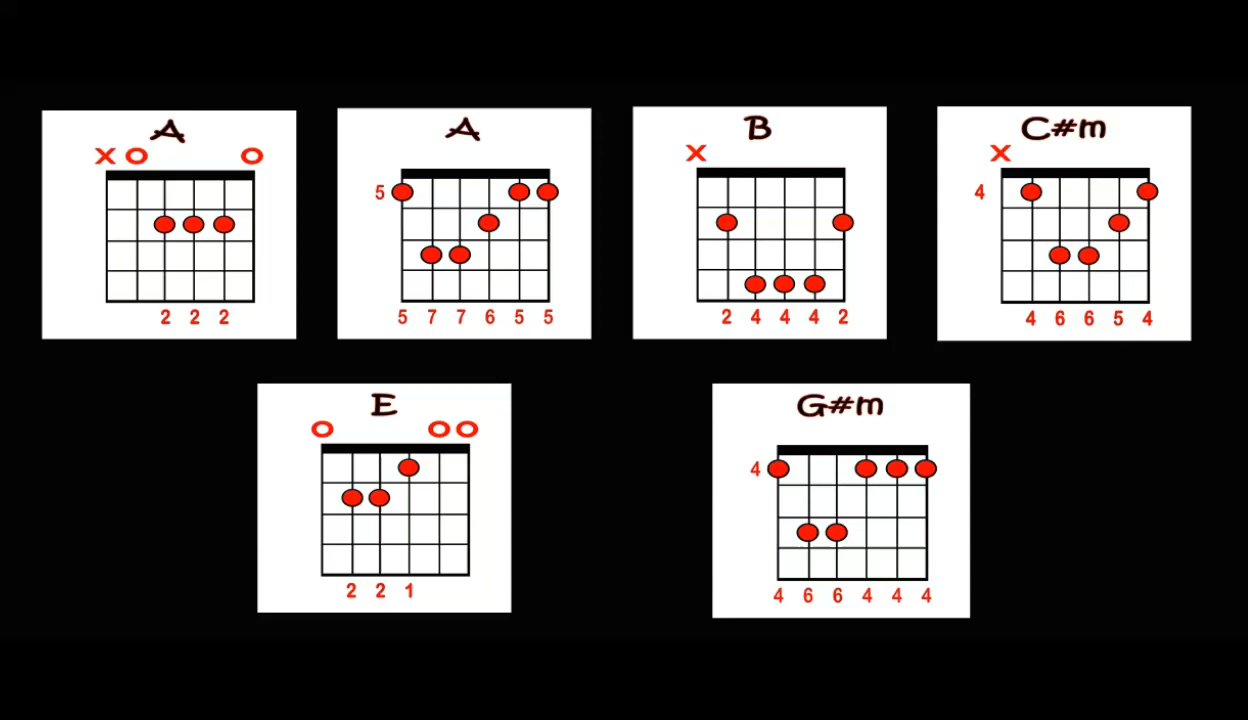 A
X O O
2 2 2
A
5
5 7 7 6 5 5
B
X
2 4 4 4 2
C#m
X
4
4 6 6 5 4
E
O O O
2 2 1
G#m
4
4 6 6 4 4 4